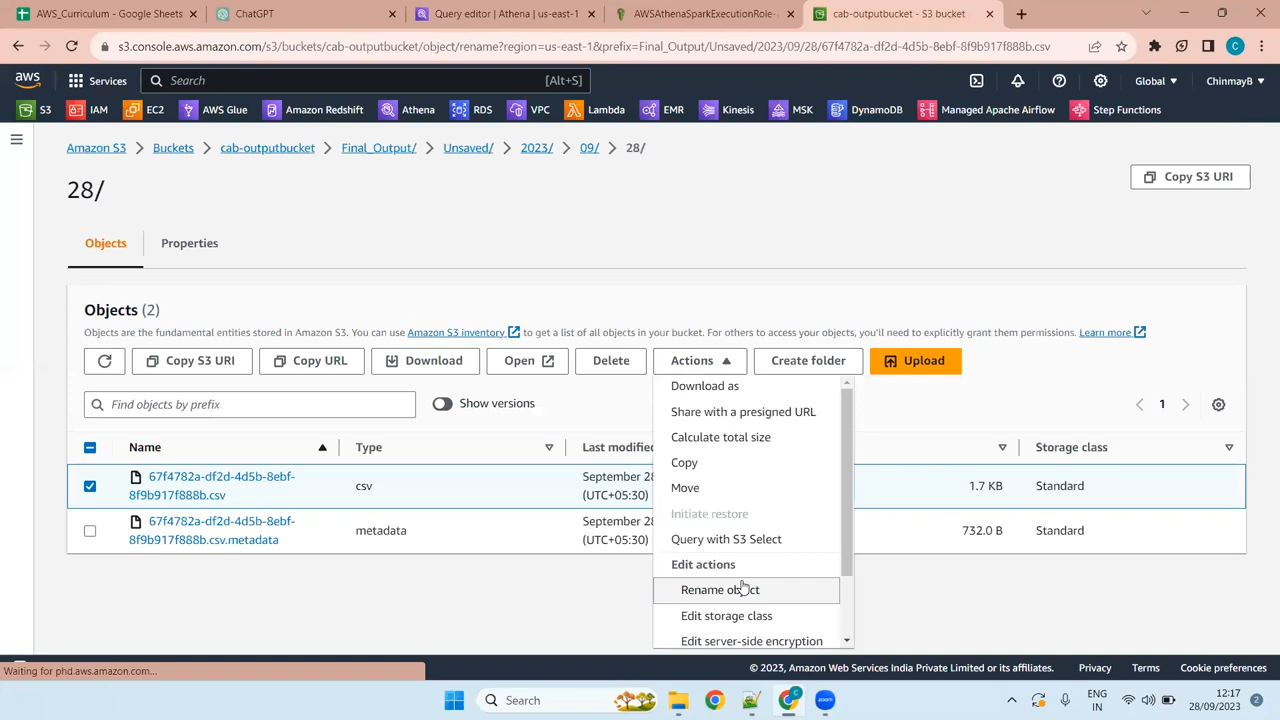 AWS_Curriculum - Google Sheets
ChatGPT
Query editor | Athena | us-east-1
AWSAthenaSparkExecutionRole-
cab-outputbucket - S3 bucket
s3.console.aws.amazon.com/s3/buckets/cab-outputbucket/object/rename?region=us-east-1&prefix=Final_Output/Unsaved/2023/09/28/67f4782a-df2d-4d5b-8ebf-8f9b917f888b.csv
C
aws
Services
Search
[Alt+S]
Global
ChinmayB
S3
IAM
EC2
AWS Glue
Amazon Redshift
Athena
RDS
VPC
Lambda
EMR
Kinesis
MSK
DynamoDB
Managed Apache Airflow
Step Functions
Amazon S3
Buckets
cab-outputbucket
Final_Output/
Unsaved/
2023/
09/
28/
28/
Copy S3 URI
Objects
Properties
Objects (2)
Objects are the fundamental entities stored in Amazon S3. You can use Amazon S3 inventory to get a list of all objects in your bucket. For others to access your objects, you'll need to explicitly grant them permissions. Learn more
Copy S3 URI
Copy URL
Download
Open
Delete
Actions
Create folder
Upload
Find objects by prefix
Show versions
1
Name
Type
Last modified
Storage class
67f4782a-df2d-4d5b-8ebf-
8f9b917f888b.csv
csv
September 28
(UTC+05:30)
1.7 KB
Standard
67f4782a-df2d-4d5b-8ebf-
8f9b917f888b.csv.metadata
metadata
September 28
(UTC+05:30)
732.0 B
Standard
Download as
Share with a presigned URL
Calculate total size
Copy
Move
Initiate restore
Query with S3 Select
Edit actions
Rename object
Edit storage class
Edit server-side encryption
Waiting for phd.aws.amazon.com...
© 2023, Amazon Web Services India Private Limited or its affiliates.
Privacy
Terms
Cookie preferences
Search
C
zoom
ENG
IN
12:17
28/09/2023
2